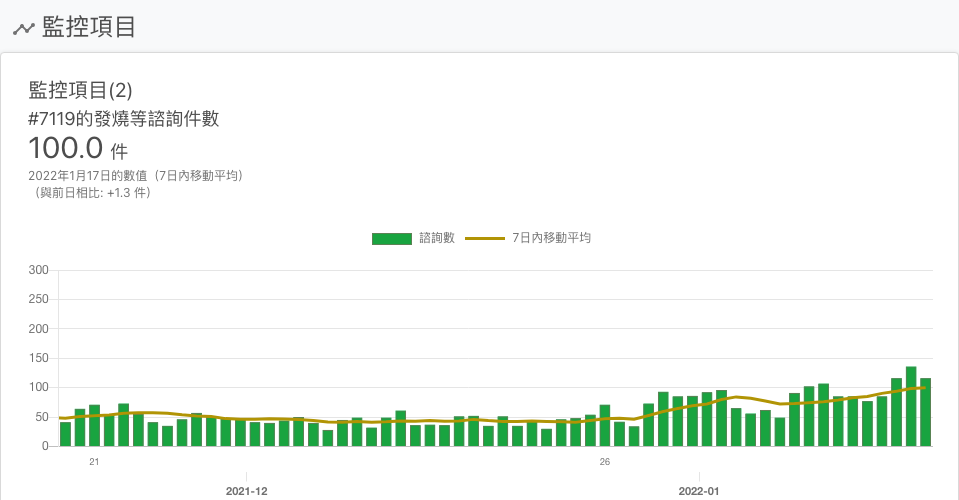 監控項目
監控項目(2)
#7119的發燒等諮詢件數
100.0 件
2022年1月17日的數值（7日內移動平均）
（與前日相比: +1.3 件）
諮詢數 7日內移動平均
300
250
200
150
100
50
0
21 26
2021-12 2022-01